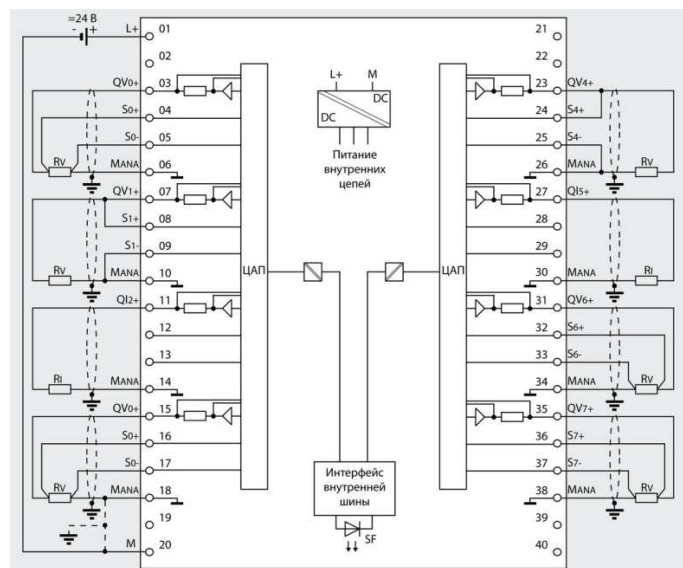 =24 В
- +
L+ 01
02
QV0+ 03
S0+ 04
S0- 05
RV MANA 06
QV1+ 07
S1+ 08
S1- 09
RV MANA 10
QI2+ 11
12
13
RI MANA 14
QV0+ 15
S0+ 16
S0- 17
RV MANA 18
19
M 20
ЦАП
L+ M
DC
DC
Питание
внутренних
цепей
Интерфейс
внутренней
шины
SF
ЦАП
21
22
23 QV4+
24 S4+
25 S4-
26 MANA RV
27 QI5+
28
29
30 MANA RI
31 QV6+
32 S6+
33 S6-
34 MANA RV
35 QV7+
36 S7+
37 S7-
38 MANA RV
39
40